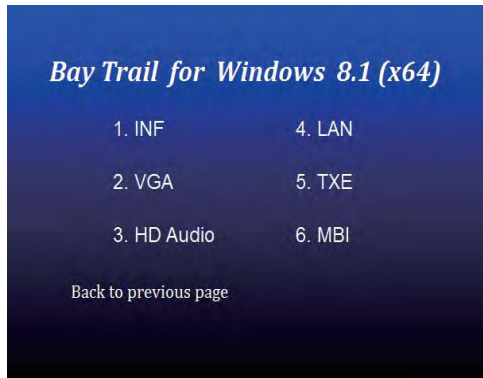 Bay Trail for Windows 8.1 (x64)
1. INF
4. LAN
2. VGA
5. TXE
3. HD Audio
6. MBI
Back to previous page